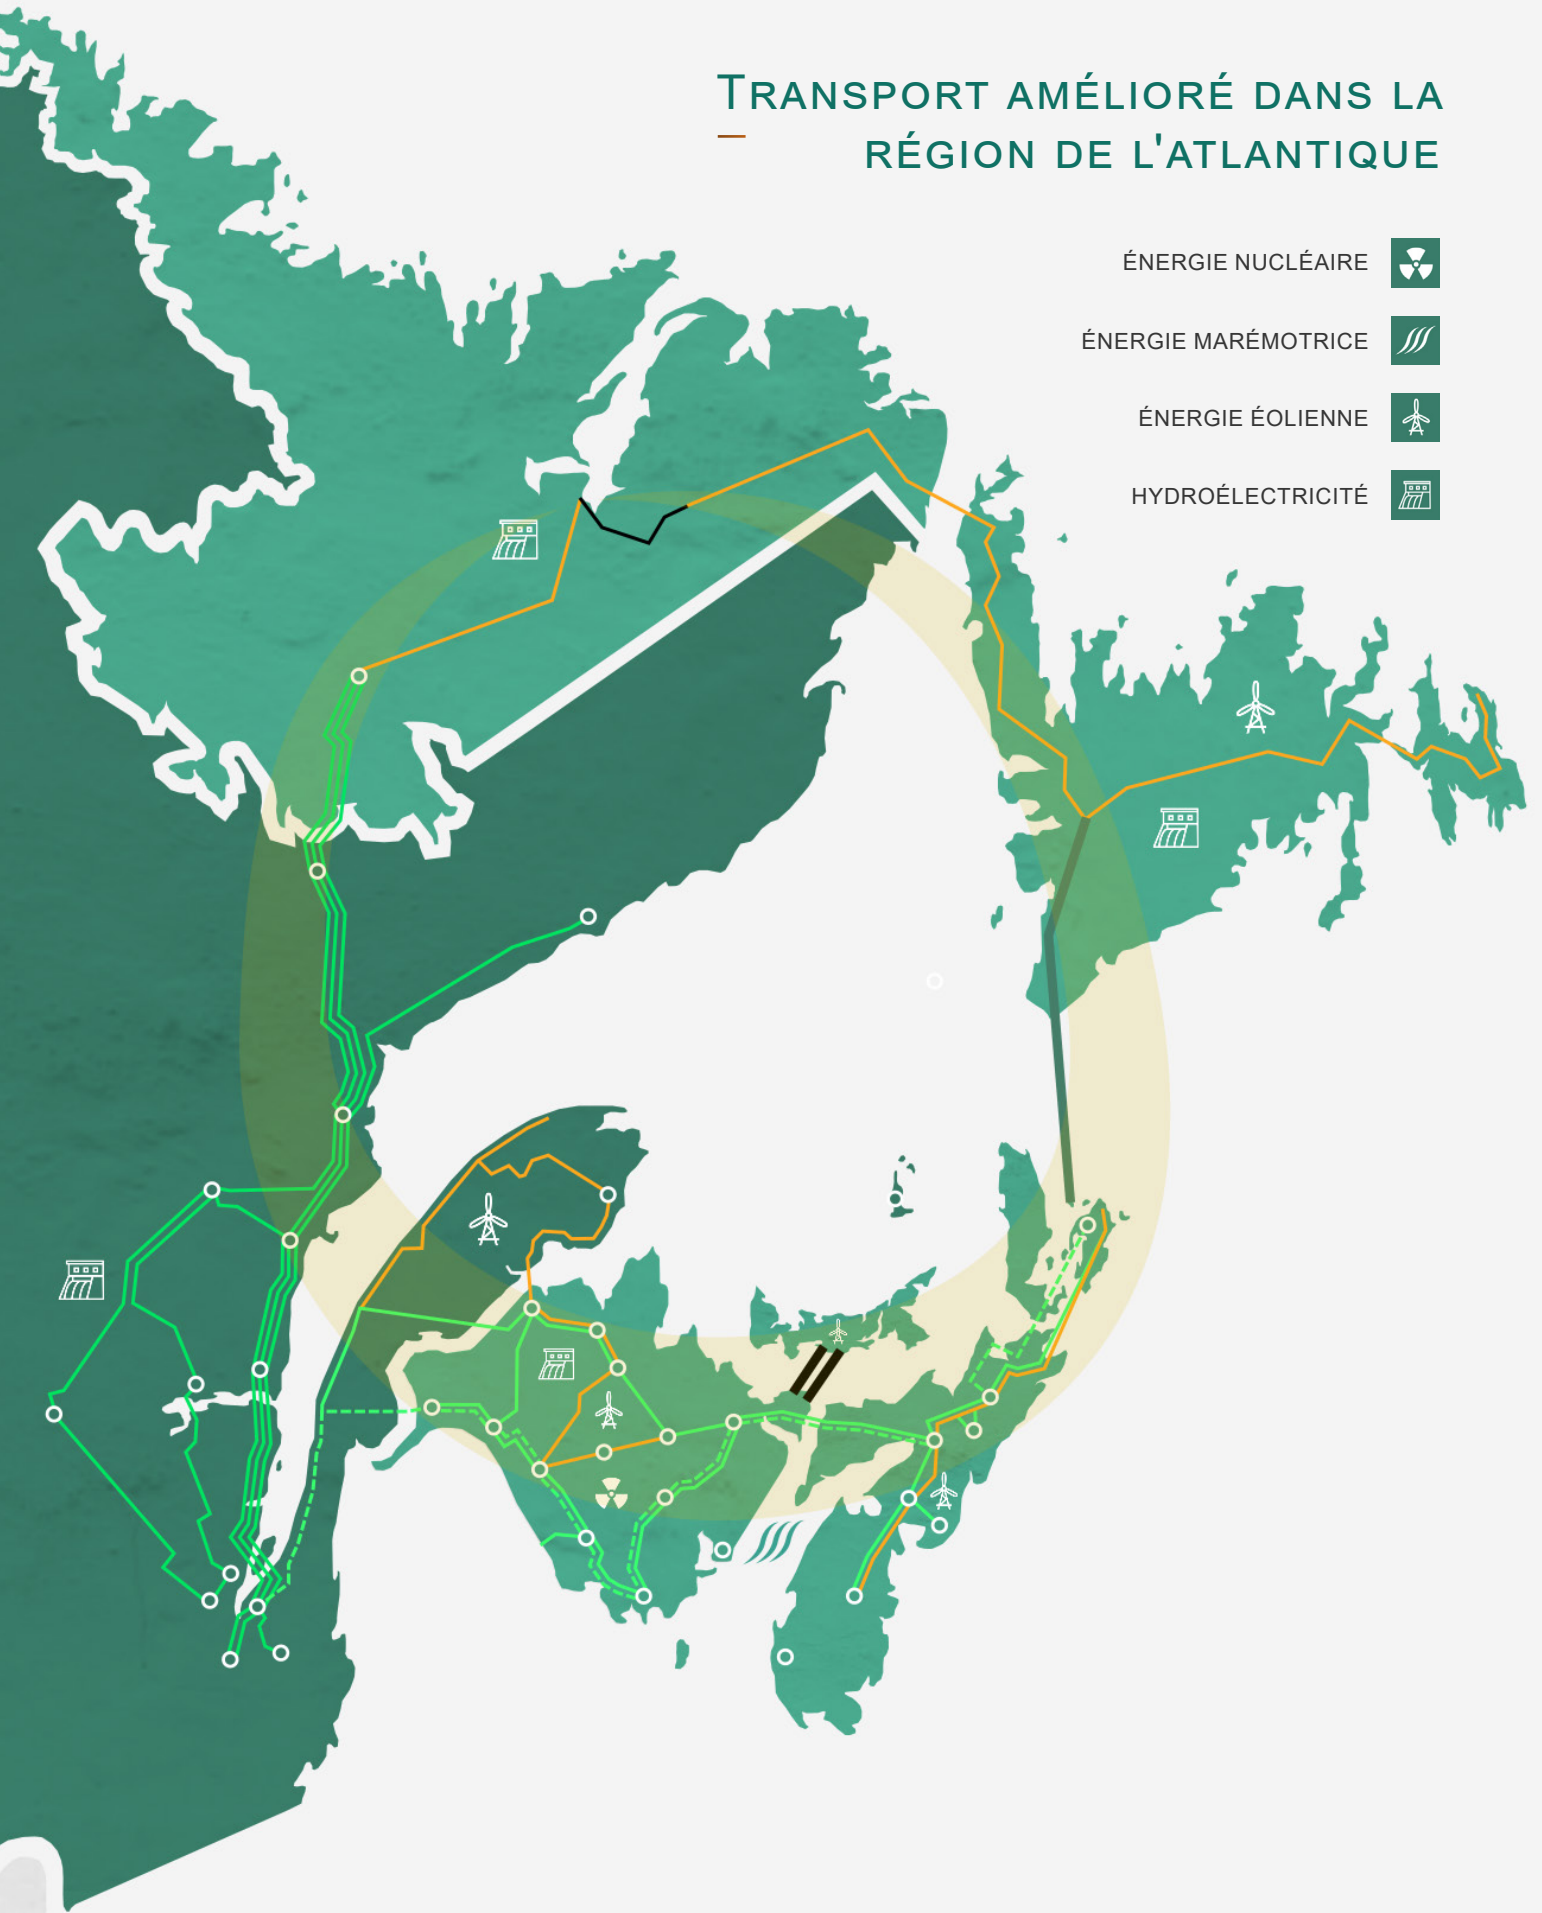 TRANSPORT AMÉLIORÉ DANS LA
RÉGION DE L'ATLANTIQUE
ÉNERGIE NUCLÉAIRE
ÉNERGIE MARÉMOTRICE
ÉNERGIE ÉOLIENNE
HYDROÉLECTRICITÉ